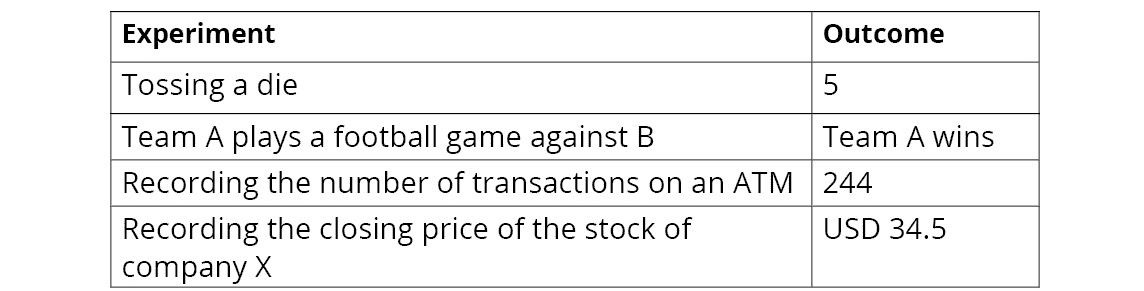 Experiment Outcome
Tossing a die 5
Team A plays a football game against B Team A wins
Recording the number of transactions on an ATM 244
Recording the closing price of the stock of USD 34.5
company X